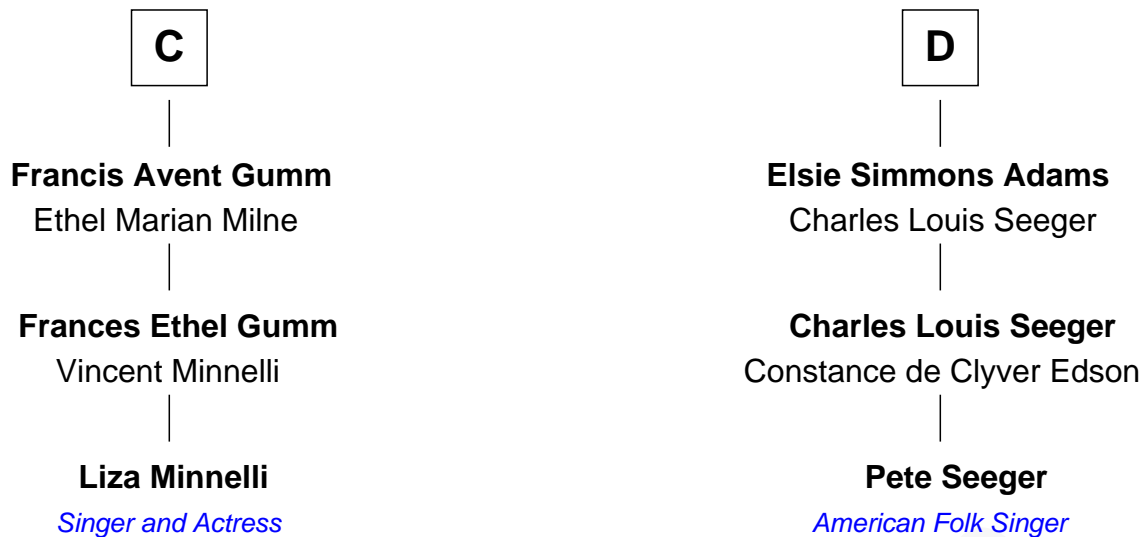 C
Francis Avent Gumm
Ethel Marian Milne
Frances Ethel Gumm
Vincent Minnelli
Liza Minnelli
Singer and Actress
D
Elsie Simmons Adams
Charles Louis Seeger
Charles Louis Seeger
Constance de Clyver Edson
Pete Seeger
American Folk Singer